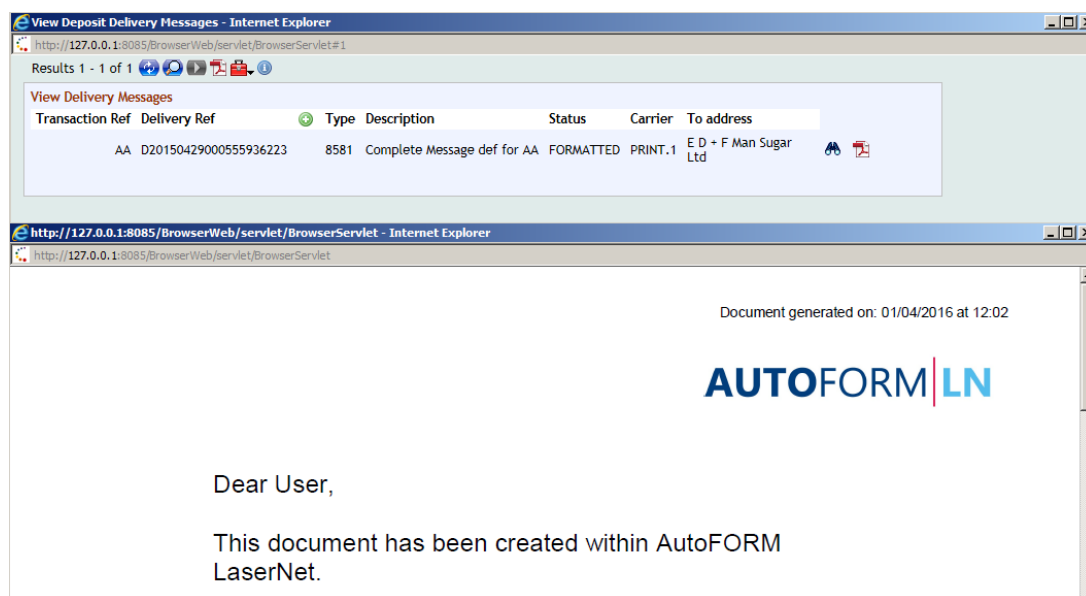 View Deposit Delivery Messages - Internet Explorer
http://127.0.0.1:8085/BrowserWeb/servlet/BrowserServlet#1
Results 1 - 1 of 1
View Delivery Messages
Transaction Ref Delivery Ref Type Description Status Carrier To address
AA D20150429000555936223 8581 Complete Message def for AA FORMATTED PRINT.1 E D + F Man Sugar
Ltd
http://127.0.0.1:8085/BrowserWeb/servlet/BrowserServlet - Internet Explorer
http://127.0.0.1:8085/BrowserWeb/servlet/BrowserServlet
Document generated on: 01/04/2016 at 12:02
AUTOFORM|LN
Dear User,
This document has been created within AutoFORM
LaserNet.